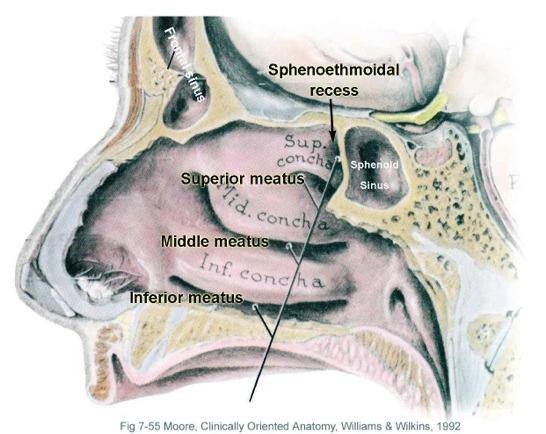 Frontal sinus
Sphenoethmoidal
recess
Sup.
concha
Sphenoid
Sinus
Superior meatus
Mid. concha
Middle meatus
Inf. concha
Inferior meatus
Fig 7-55 Moore, Clinically Oriented Anatomy, Williams & Wilkins, 1992